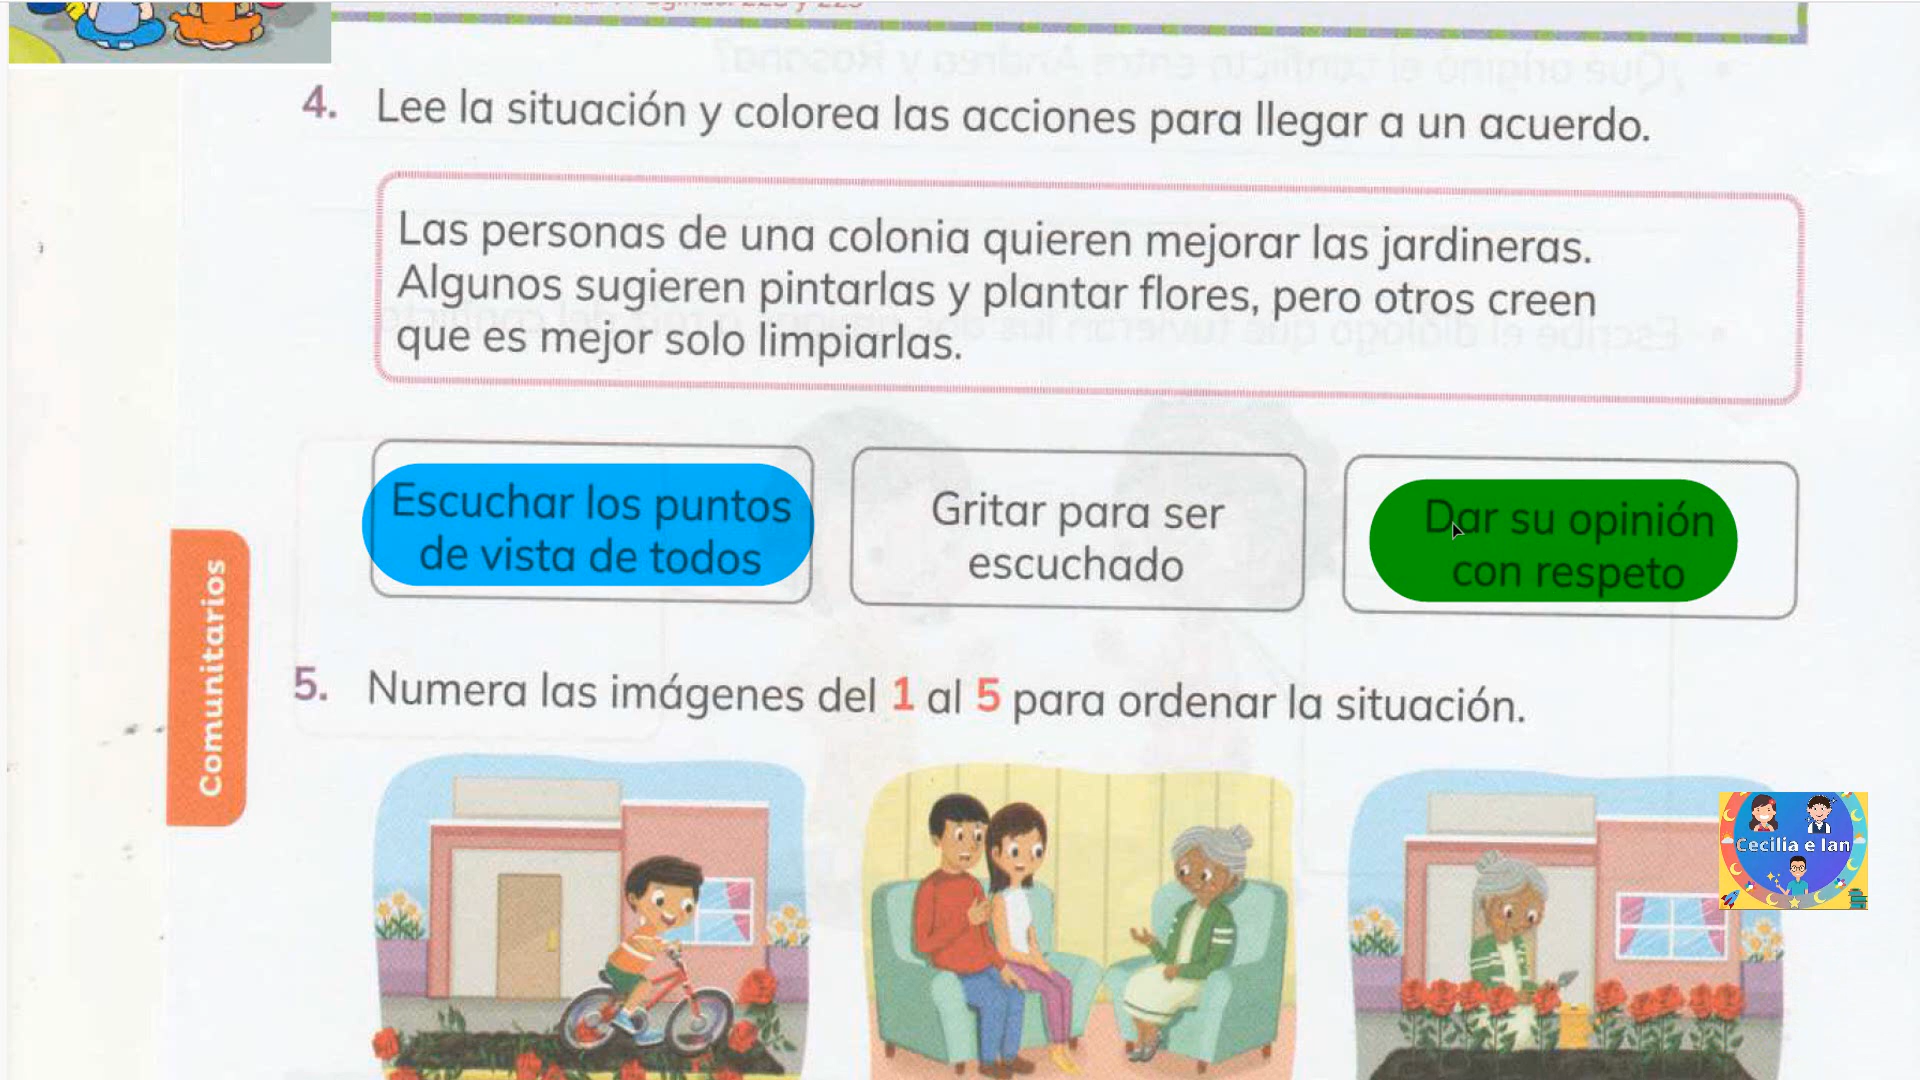 4. Lee la situación y colorea las acciones para llegar a un acuerdo.
Las personas de una colonia quieren mejorar las jardineras.
Algunos sugieren pintarlas y plantar flores, pero otros creen
que es mejor solo limpiarlas.
Escuchar los puntos
de vista de todos
Gritar para ser
escuchado
Dar su opinión
con respeto
Comunitarios
5. Numera las imágenes del 1 al 5 para ordenar la situación.
Cecilia e Ian